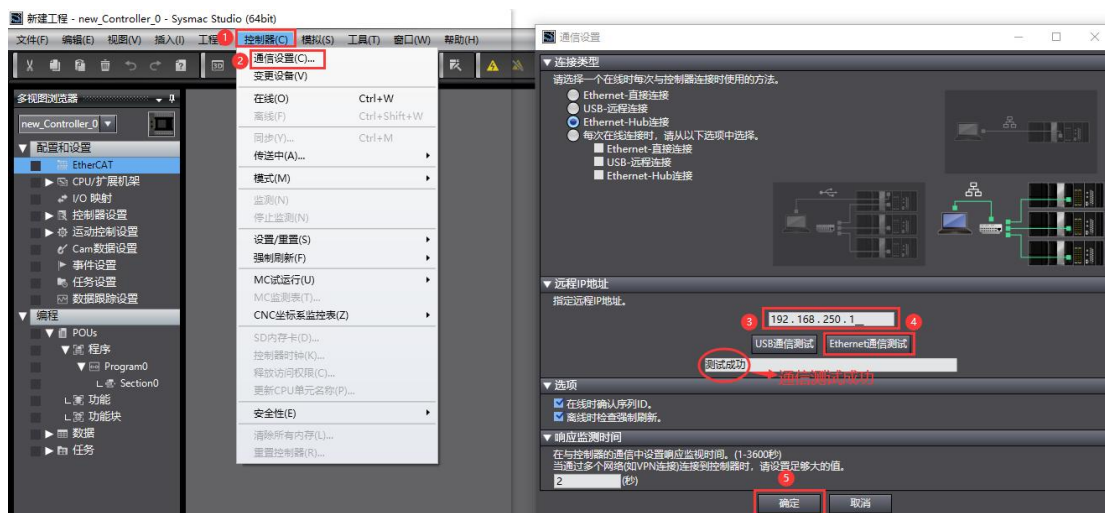 新建工程 - new_Controller_0 - Sysmac Studio (64bit)
文件(F) 编辑(E) 视图(V) 插入(I) 工程 1 控制器(C) 模拟(S) 工具(T) 窗口(W) 帮助(H)
多视图浏览器
new_Controller_0
配置和设置
EtherCAT
CPU/扩展机架
I/O 映射
控制器设置
运动控制设置
Cam数据设置
事件设置
任务设置
数据跟踪设置
编程
POUs
程序
Program0
Section0
功能
功能块
数据
任务
2 通信设置(C)...
变更设备(V)
在线(O) Ctrl+W
离线(F) Ctrl+Shift+W
同步(Y)... Ctrl+M
传送中(A)...
模式(M)
监测(N)
停止监测(N)
设置/重置(S)
强制刷新(F)
MC试运行(U)
MC监测表(T)...
CNC坐标系监控表(Z)
SD内存卡(D)...
控制器时钟(K)...
释放访问权限(C)...
更新CPU单元名称(P)...
安全性(E)
清除所有内存(L)...
重置控制器(R)...
通信设置
连接类型
请选择一个在线时每次与控制器连接时使用的方法。
Ethernet-直接连接
USB-远程连接
Ethernet-Hub连接
每次在线连接时，请从以下选项中选择。
Ethernet-直接连接
USB-远程连接
Ethernet-Hub连接
远程IP地址
指定远程IP地址。
3 192.168.250.1_ 4
USB通信测试 Ethernet通信测试
测试成功 通信测试成功
选项
在线时确认序列ID。
离线时检查强制刷新。
响应监测时间
在与控制器的通信中设置响应监视时间。(1-3600秒)
当通过多个网络(如VPN连接)连接到控制器时，请设置足够大的值。
2 (秒)
5
确定 取消